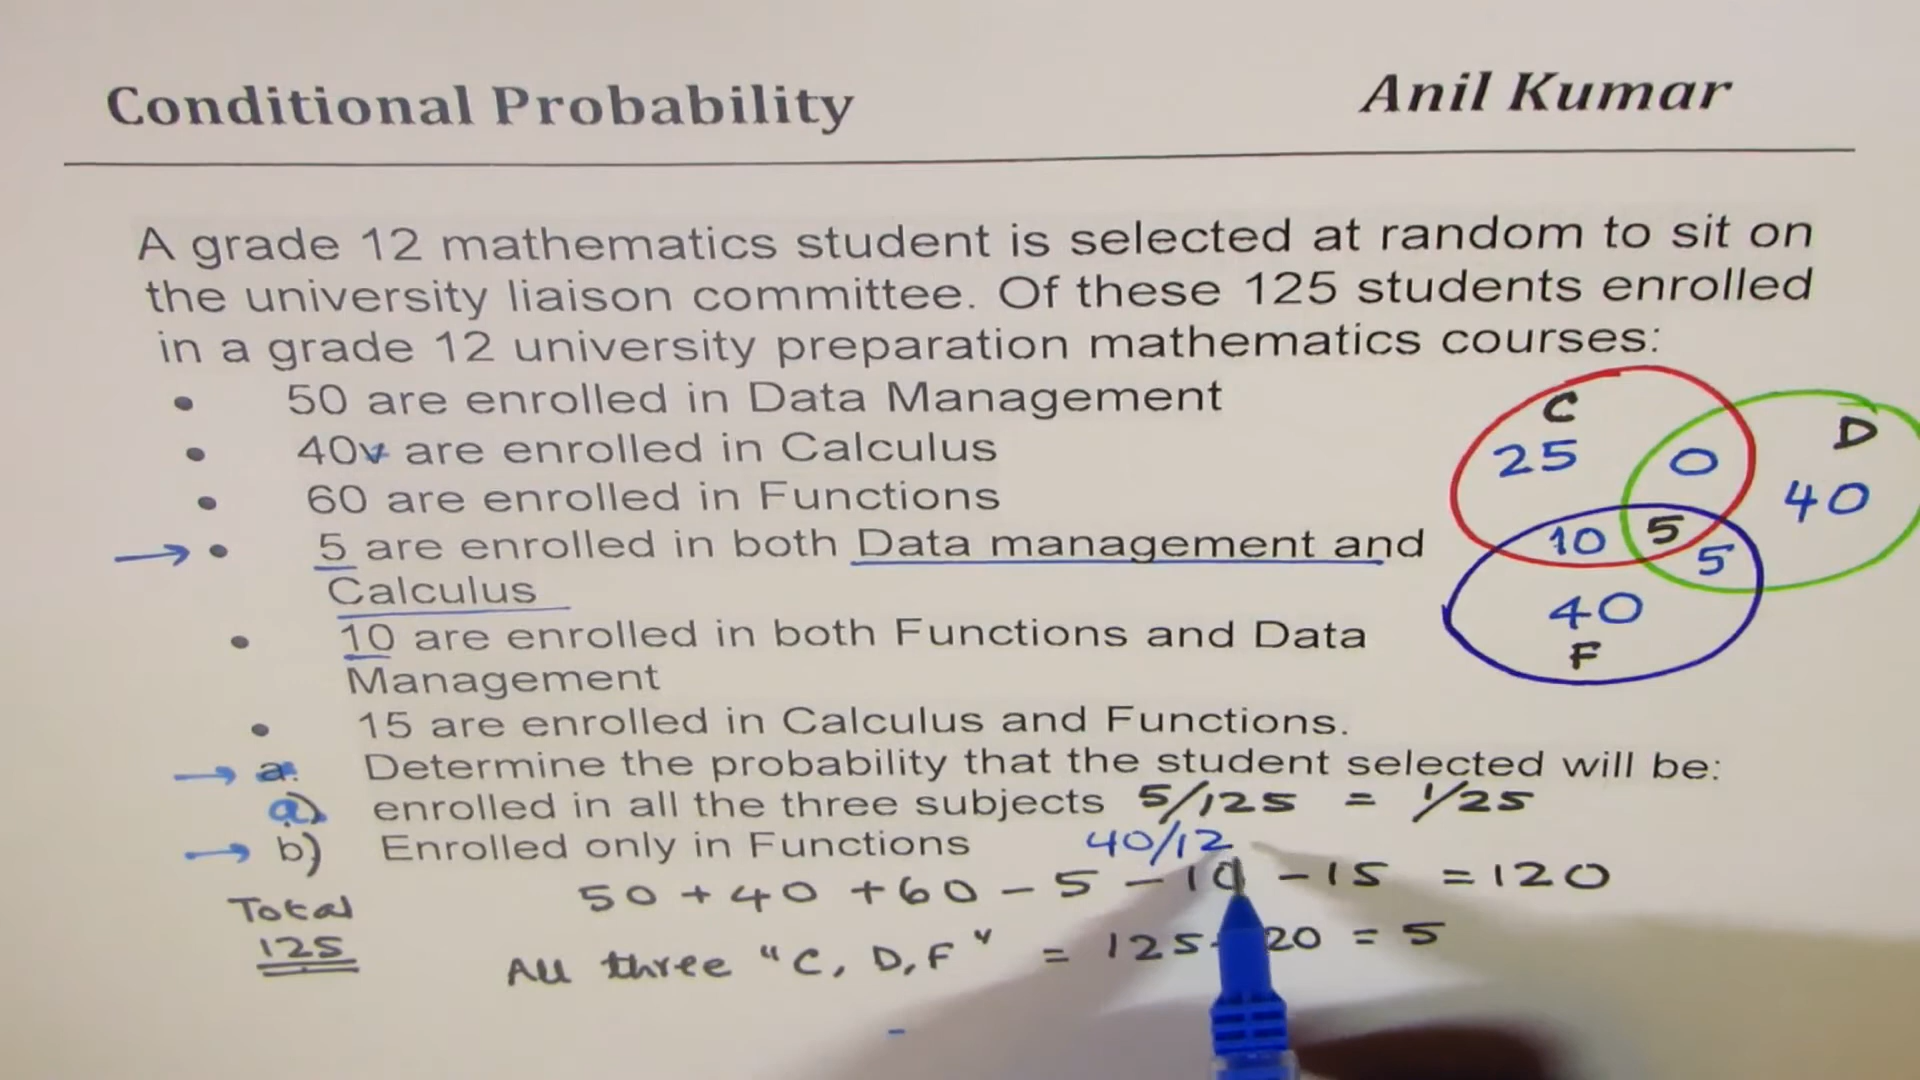 Conditional Probability
Anil Kumar
A grade 12 mathematics student is selected at random to sit on
the university liaison committee. Of these 125 students enrolled
in a grade 12 university preparation mathematics courses:
• 50 are enrolled in Data Management
• 40v are enrolled in Calculus
• 60 are enrolled in Functions
→ • 5 are enrolled in both Data management and
Calculus
• 10 are enrolled in both Functions and Data
Management
• 15 are enrolled in Calculus and Functions.
→ a. Determine the probability that the student selected will be:
a) enrolled in all the three subjects 5/125 = 1/25
→ b) Enrolled only in Functions 40/12
50 + 40 + 60 - 5 - 10 - 15 = 120
Total
125
All three "C, D, F" = 125- 20 = 5
C
D
25
0
40
10
5
5
40
F